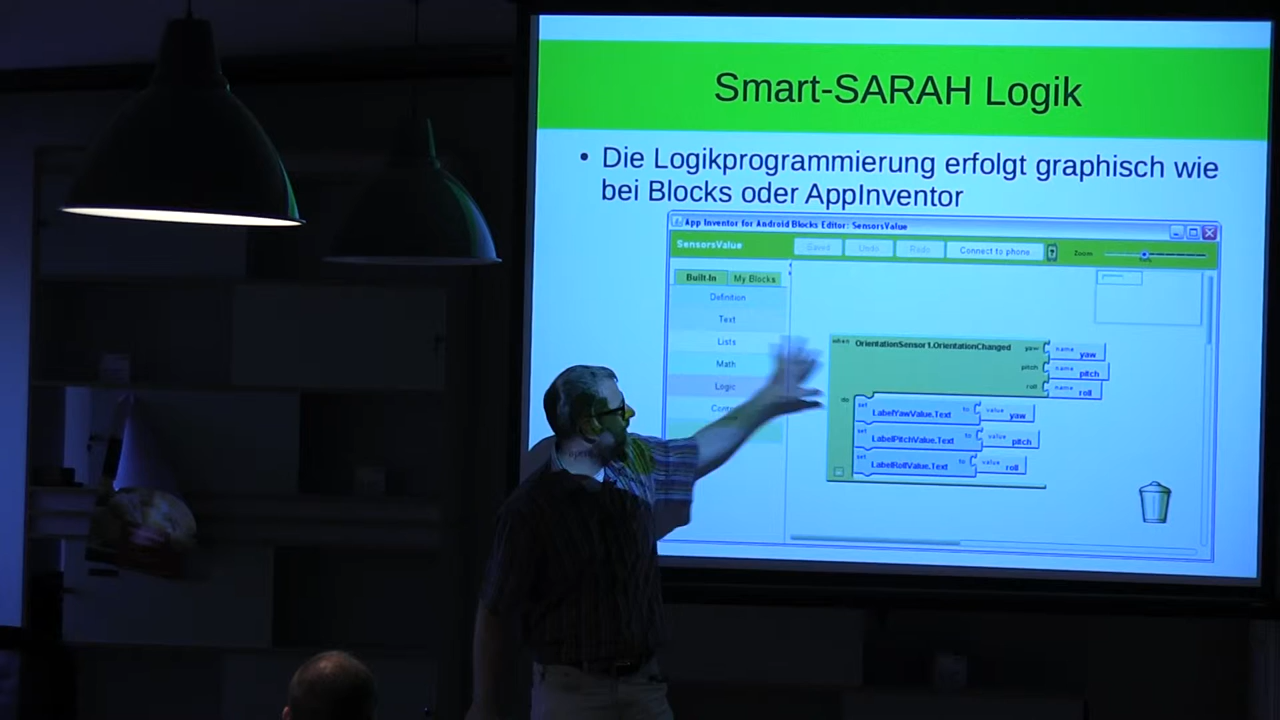 Smart-SARAH Logik
• Die Logikprogrammierung erfolgt graphisch wie
bei Blocks oder AppInventor
App Inventor for Android Blocks Editor: SensorsValue
SensorsValue
Saved Undo Redo Connect to phone ? Zoom
Built-In My Blocks
Definition
Text
Lists
Math
Logic
when OrientationSensor1.OrientationChanged yaw name yaw
pitch name pitch
roll name roll
do
set LabelYawValue.Text to value yaw
set LabelPitchValue.Text to value pitch
set LabelRollValue.Text to value roll